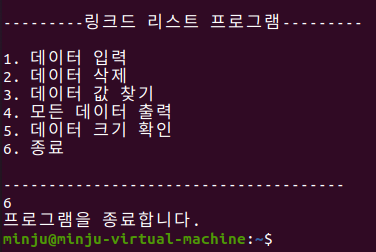 ---------링크드 리스트 프로그램---------
1. 데이터 입력
2. 데이터 삭제
3. 데이터 값 찾기
4. 모든 데이터 출력
5. 데이터 크기 확인
6. 종료
--------------------------------------
6
프로그램을 종료합니다.
minju@minju-virtual-machine:~$